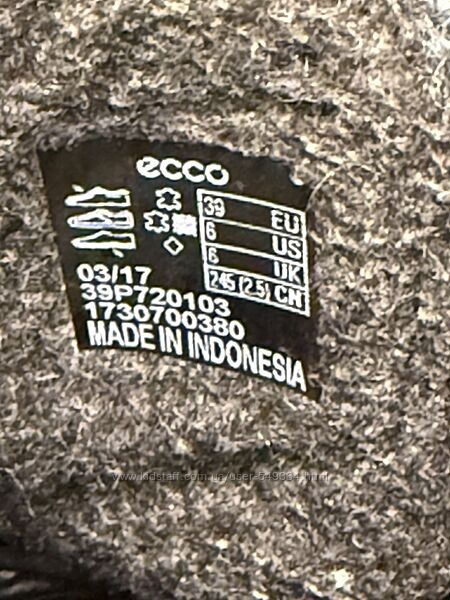 ecco
39 EU
6 US
6 UK
245 (2.5) CN
03/17
39P720103
1730700380
MADE IN INDONESIA